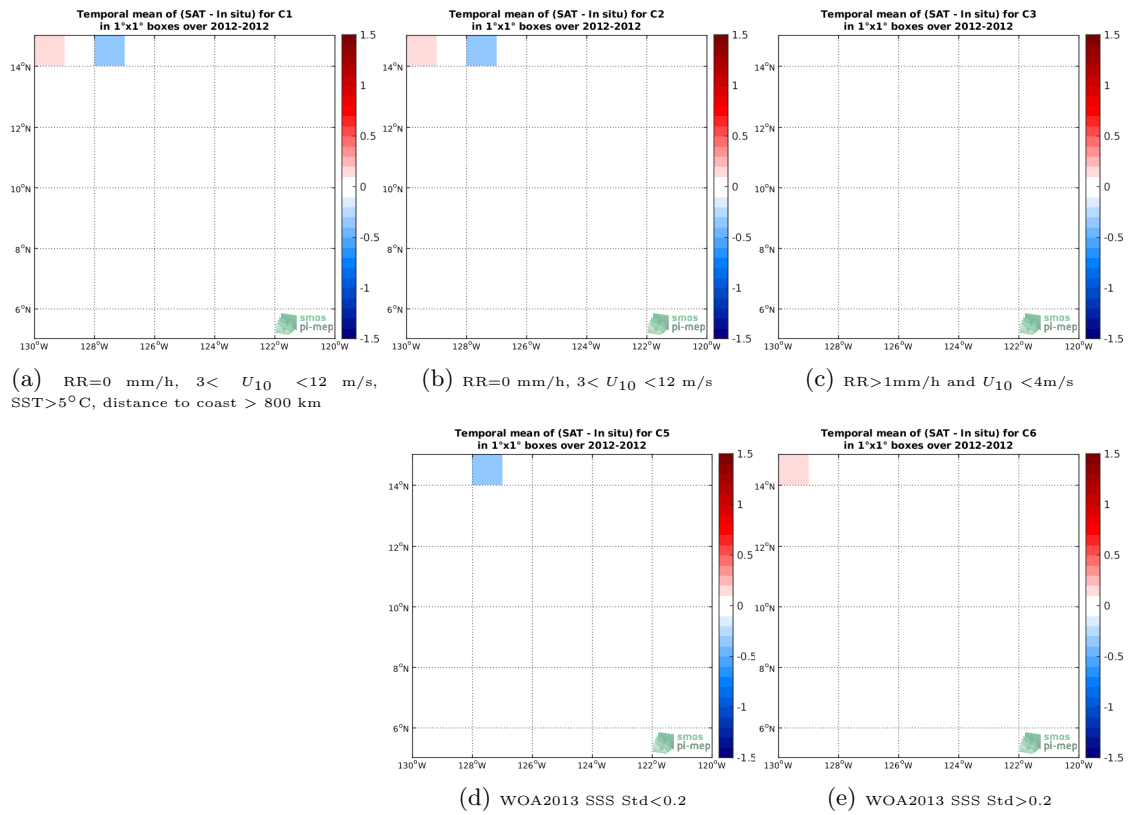 Temporal mean of (SAT - In situ) for C1
in 1°x1° boxes over 2012-2012
14°N
12°N
10°N
8°N
6°N
130°W
128°W
126°W
124°W
122°W
120°W
1.5
1
0.5
0
-0.5
-1
-1.5
smos
pi-mep
(a) RR=0 mm/h, 3< U10 <12 m/s,
SST>5°C, distance to coast > 800 km
Temporal mean of (SAT - In situ) for C2
in 1°x1° boxes over 2012-2012
14°N
12°N
10°N
8°N
6°N
130°W
128°W
126°W
124°W
122°W
120°W
1.5
1
0.5
0
-0.5
-1
-1.5
smos
pi-mep
(b) RR=0 mm/h, 3< U10 <12 m/s
Temporal mean of (SAT - In situ) for C3
in 1°x1° boxes over 2012-2012
14°N
12°N
10°N
8°N
6°N
130°W
128°W
126°W
124°W
122°W
120°W
1.5
1
0.5
0
-0.5
-1
-1.5
smos
pi-mep
(c) RR>1mm/h and U10 <4m/s
Temporal mean of (SAT - In situ) for C5
in 1°x1° boxes over 2012-2012
14°N
12°N
10°N
8°N
6°N
130°W
128°W
126°W
124°W
122°W
120°W
1.5
1
0.5
0
-0.5
-1
-1.5
smos
pi-mep
(d) WOA2013 SSS Std<0.2
Temporal mean of (SAT - In situ) for C6
in 1°x1° boxes over 2012-2012
14°N
12°N
10°N
8°N
6°N
130°W
128°W
126°W
124°W
122°W
120°W
1.5
1
0.5
0
-0.5
-1
-1.5
smos
pi-mep
(e) WOA2013 SSS Std>0.2